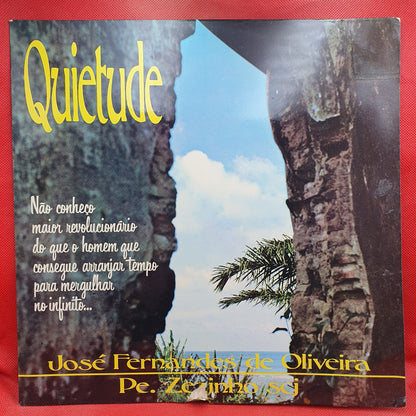 Quietude
Não conheço
maior revolucionário
do que o homem que
consegue arranjar tempo
para mergulhar
no infinito...
José Fernandes de Oliveira
Pe. Zezinho scj